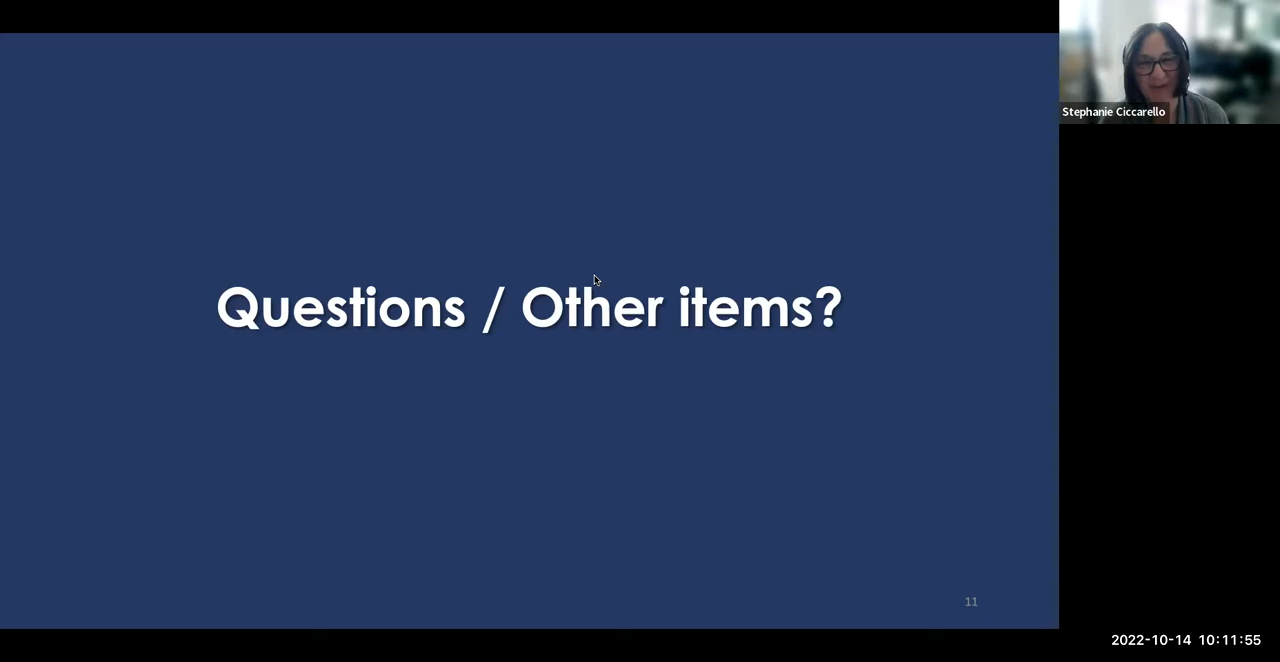 Stephanie Ciccarello
Questions / Other items?
11
2022-10-14 10:11:55